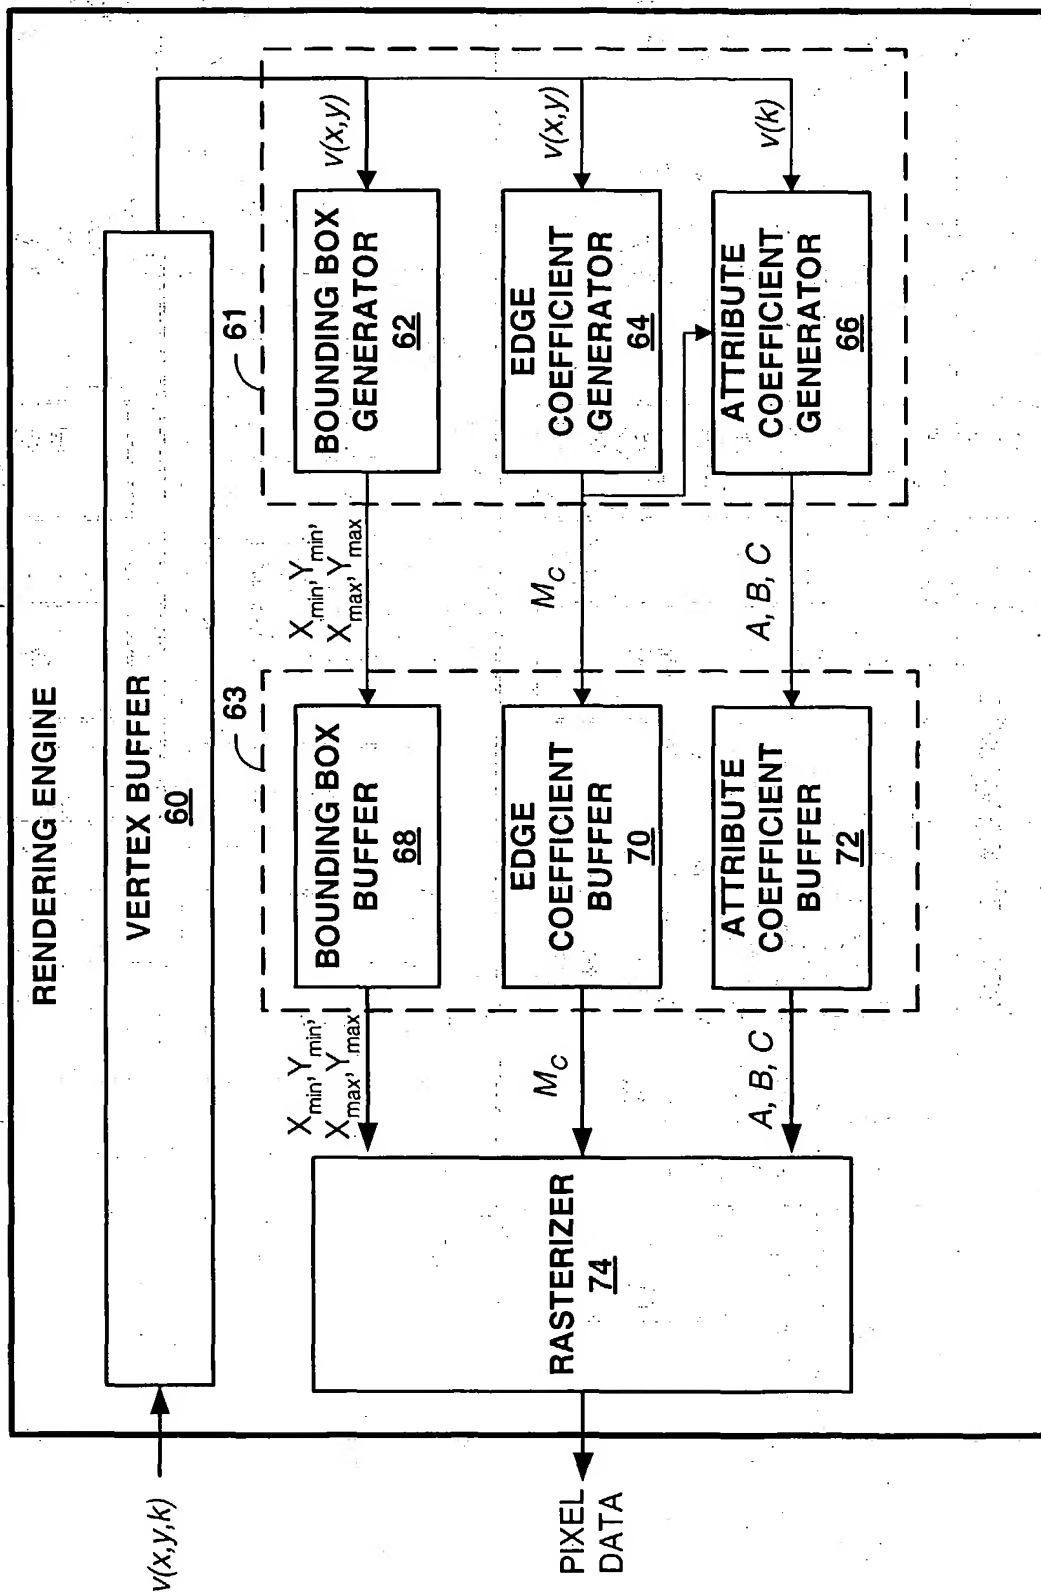 RENDERING ENGINE
v(x,y,k)
VERTEX BUFFER
60
61
v(x,y)
v(x,y)
v(k)
BOUNDING BOX
GENERATOR
62
EDGE
COEFFICIENT
GENERATOR
64
ATTRIBUTE
COEFFICIENT
GENERATOR
66
Xmin, Ymin,
Xmax, Ymax
MC
A, B, C
63
BOUNDING BOX
BUFFER
68
EDGE
COEFFICIENT
BUFFER
70
ATTRIBUTE
COEFFICIENT
BUFFER
72
Xmin, Ymin,
Xmax, Ymax
MC
A, B, C
RASTERIZER
74
PIXEL
DATA